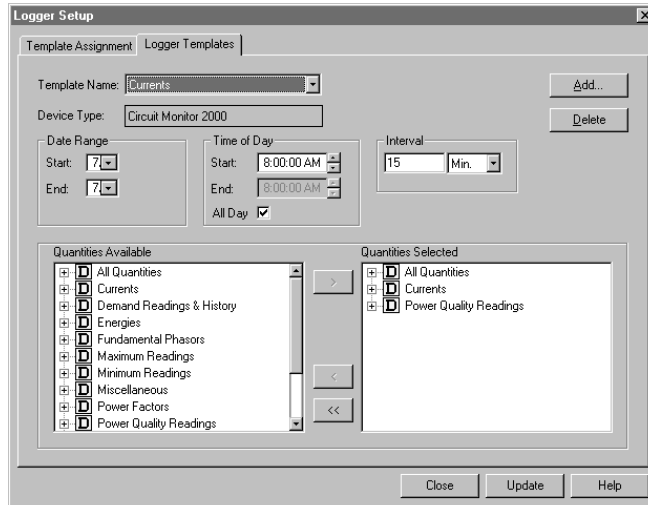 Logger Setup
Template Assignment Logger Templates
Template Name: Currents
Add...
Device Type: Circuit Monitor 2000
Delete
Date Range
Start: 7
End: 7
Time of Day
Start: 8:00:00 AM
End: 8:00:00 AM
All Day
Interval
15 Min.
Quantities Available
D All Quantities
D Currents
D Demand Readings & History
D Energies
D Fundamental Phasors
D Maximum Readings
D Minimum Readings
D Miscellaneous
D Power Factors
D Power Quality Readings
>
<
<<
Quantities Selected
D All Quantities
D Currents
D Power Quality Readings
Close Update Help